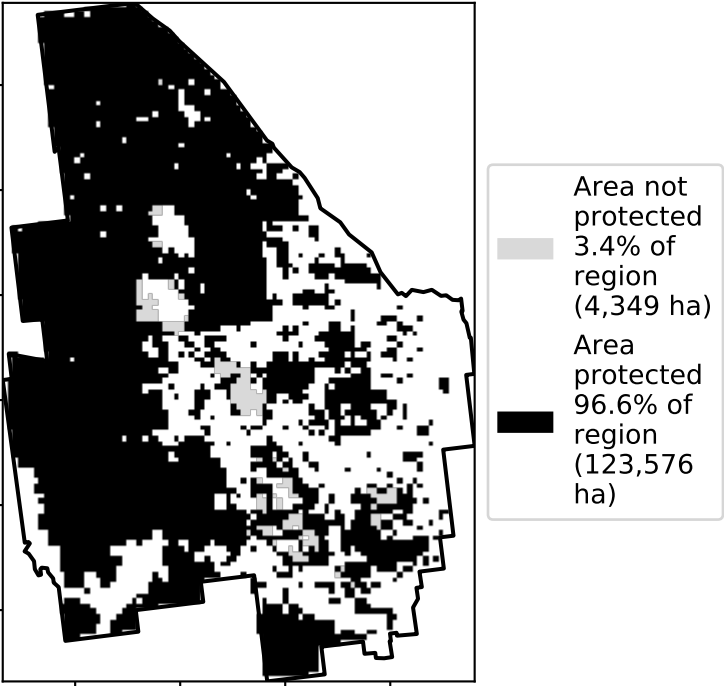 Area not
protected
3.4% of
region
(4,349 ha)
Area
protected
96.6% of
region
(123,576
ha)